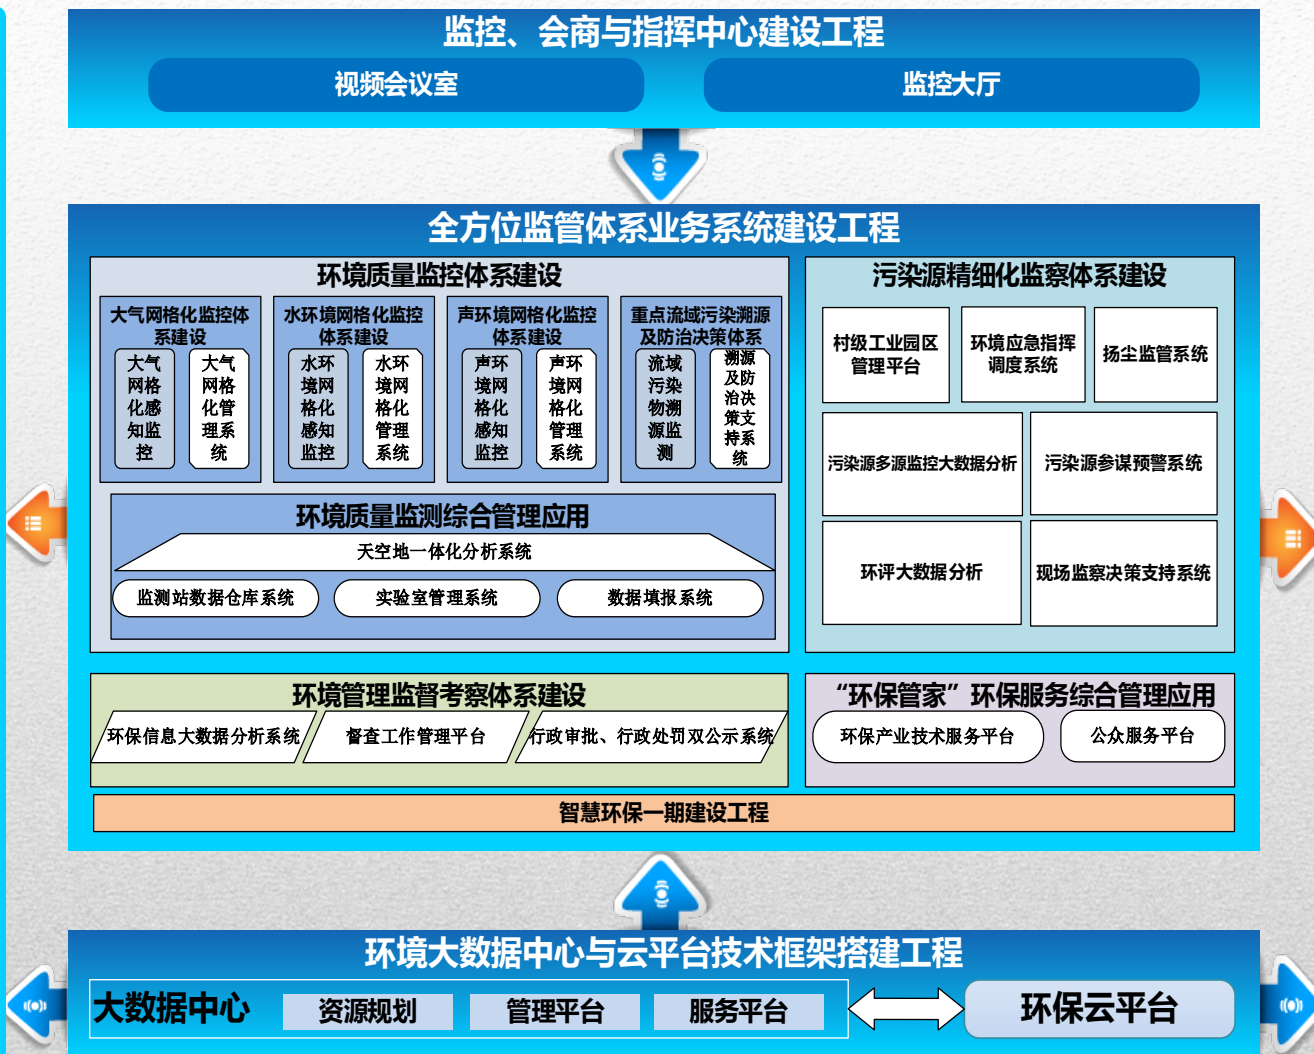 监控、会商与指挥中心建设工程
视频会议室
监控大厅
全方位监管体系业务系统建设工程
环境质量监控体系建设
大气网格化监控体
系建设
大气
网格
化感
知监
控
大气
网格
化管
理系
统
水环境网格化监控
体系建设
水环
境网
格化
感知
监控
水环
境网
格化
管理
系统
声环境网格化监控
体系建设
声环
境网
格化
感知
监控
声环
境网
格化
管理
系统
重点流域污染溯源
及防治决策体系
流域
污染
物溯
源监
测
溯源
及防
治决
策支
持系
统
环境质量监测综合管理应用
天空地一体化分析系统
监测站数据仓库系统
实验室管理系统
数据填报系统
污染源精细化监察体系建设
村级工业园区
管理平台
环境应急指挥
调度系统
扬尘监管系统
污染源多源监控大数据分析
污染源参谋预警系统
环评大数据分析
现场监察决策支持系统
环境管理监督考察体系建设
环保信息大数据分析系统
督查工作管理平台
行政审批、行政处罚双公示系统
“环保管家”环保服务综合管理应用
环保产业技术服务平台
公众服务平台
智慧环保一期建设工程
环境大数据中心与云平台技术框架搭建工程
大数据中心
资源规划
管理平台
服务平台
环保云平台